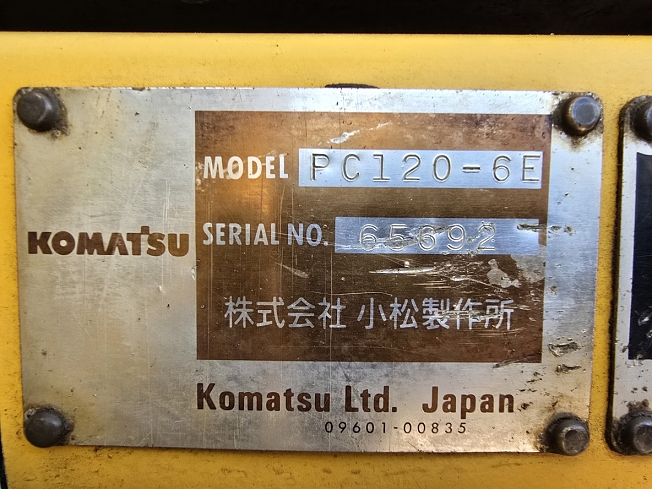 MODEL PC120-6E
KOMATSU
SERIAL NO. 65692
株式会社 小松製作所
Komatsu Ltd. Japan
09601-00835